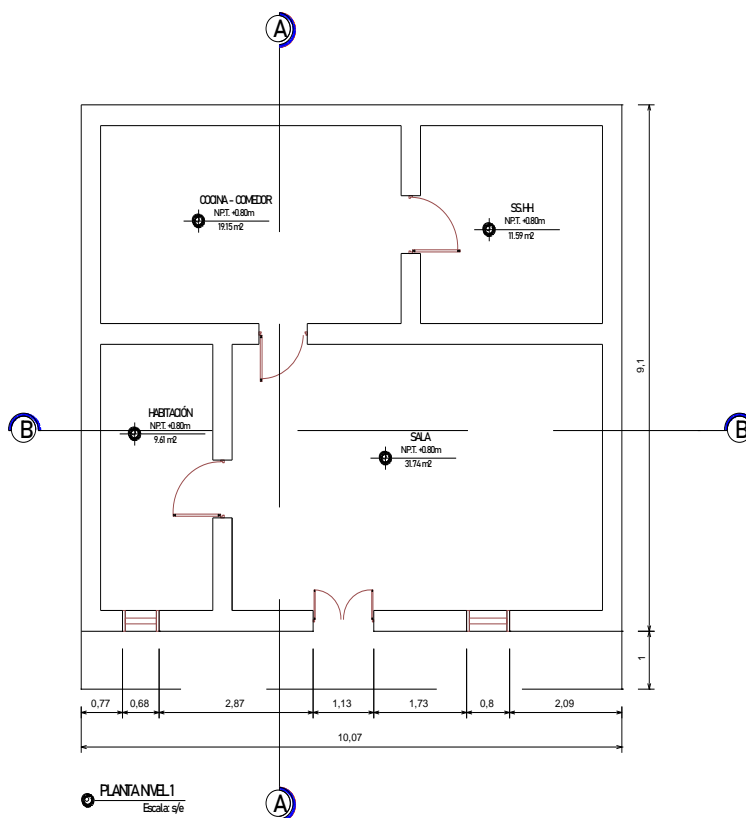 A
COCINA - COMEDOR
N.P.T. +0.80m
19.15 m2
SS.HH.
N.P.T. +0.80m
11.59 m2
9,1
HABITACIÓN
N.P.T. +0.80m
9.61 m2
B
B
SALA
N.P.T. +0.80m
31.74 m2
1
0,77
0,68
2,87
1,13
1,73
0,8
2,09
10,07
PLANTA NIVEL 1
Escala: s/e
A